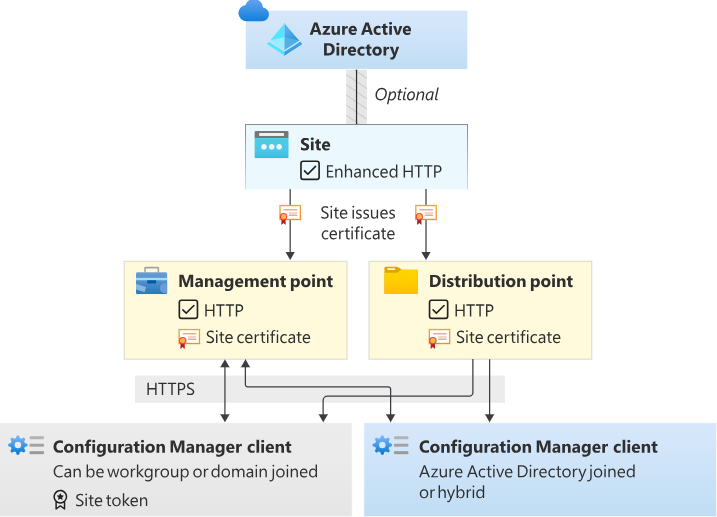 Azure Active
Directory
Optional
Site
Enhanced HTTP
Site issues
certificate
Management point
HTTP
Site certificate
Distribution point
HTTP
Site certificate
HTTPS
Configuration Manager client
Can be workgroup or domain joined
Site token
Configuration Manager client
Azure Active Directory joined
or hybrid